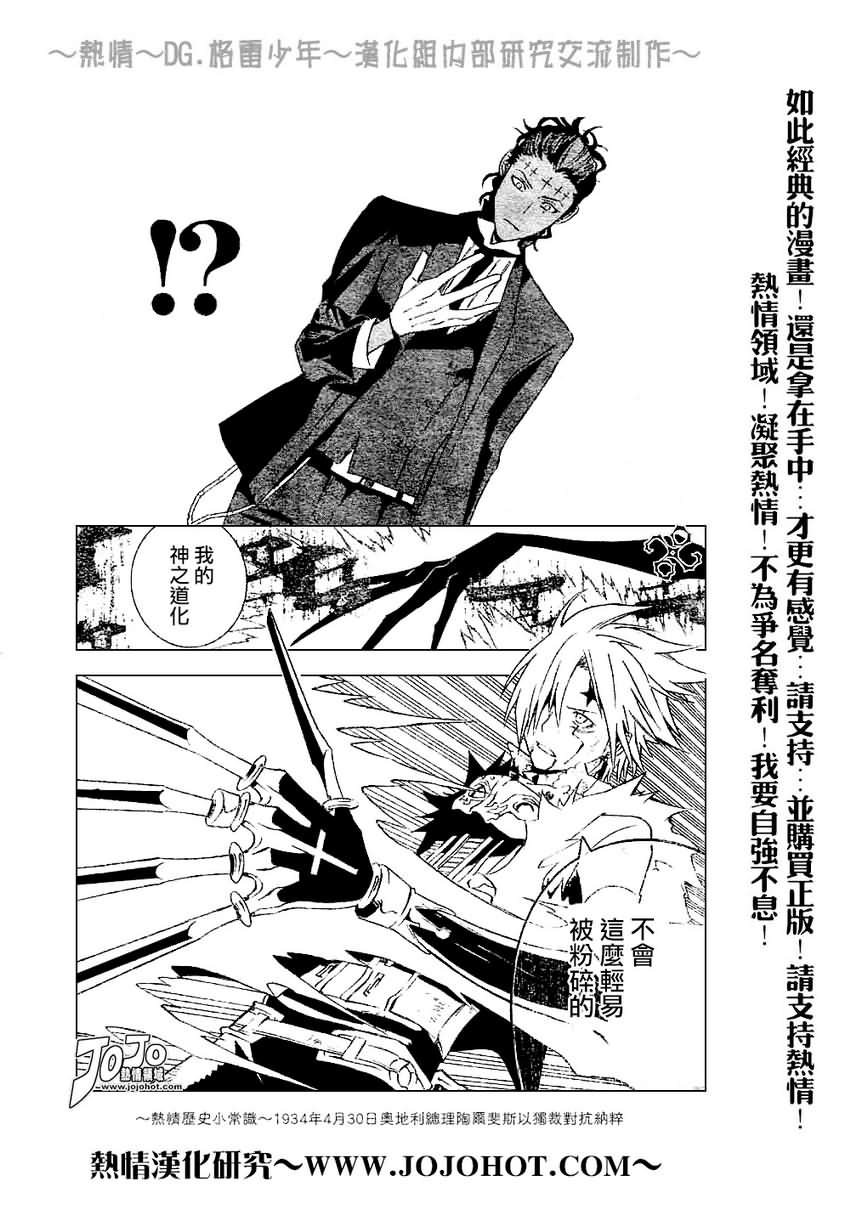 ～熱情～DG.格雷少年～漢化組内部研究交流制作～
如此經典的漫畫！還是拿在手中…才更有感覺…請支持…並購買正版！請支持熱情！
熱情領域！凝聚熱情！不為爭名奪利！我要自強不息！
!?
我的
神之道化
不會
這麼輕易
被粉碎的
JOJO
熱情領域
www.jojohot.com
～熱情歷史小常識～1934年4月30日奧地利總理陶爾斐斯以獨裁對抗納粹
熱情漢化研究～WWW.JOJOHOT.COM～